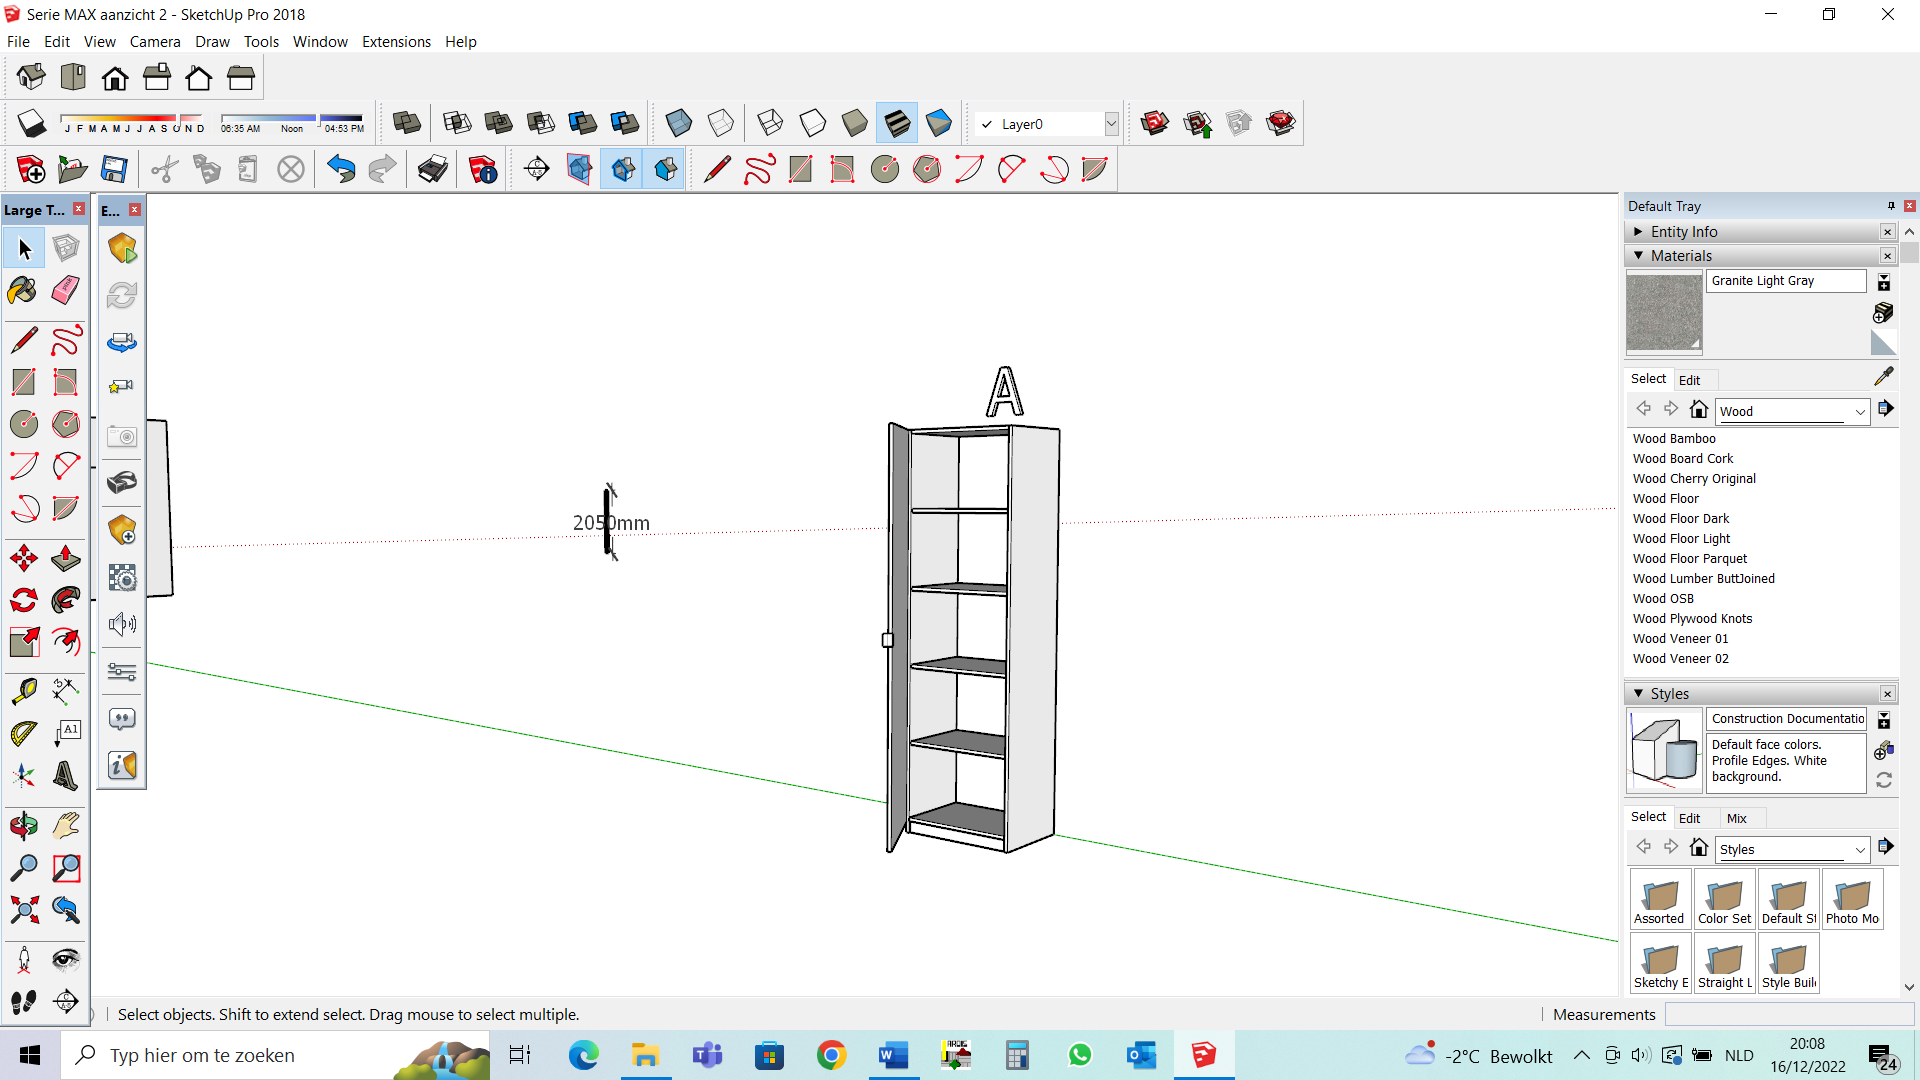 Serie MAX aanzicht 2 - SketchUp Pro 2018
File Edit View Camera Draw Tools Window Extensions Help
J F M A M J J A S O N D
06:35 AM Noon 04:53 PM
Layer0
Large T...
E...
A1
A
2050mm
Default Tray
Entity Info
Materials
Granite Light Gray
Select Edit
Wood
Wood Bamboo
Wood Board Cork
Wood Cherry Original
Wood Floor
Wood Floor Dark
Wood Floor Light
Wood Floor Parquet
Wood Lumber ButtJoined
Wood OSB
Wood Plywood Knots
Wood Veneer 01
Wood Veneer 02
Styles
Construction Documentatio
Default face colors.
Profile Edges. White
background.
Select Edit Mix
Styles
Assorted Color Set Default St Photo Mo
Sketchy E Straight L Style Buil
Select objects. Shift to extend select. Drag mouse to select multiple.
Measurements
Typ hier om te zoeken
-2°C Bewolkt
NLD
20:08
16/12/2022
24